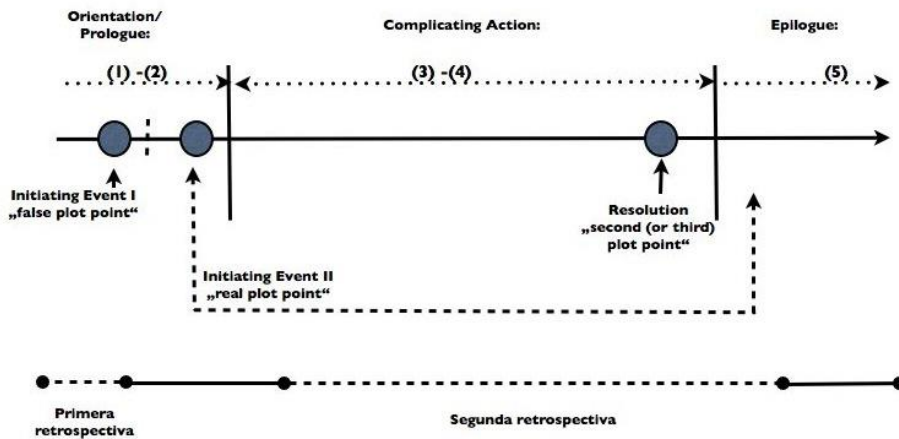 Orientation/
Prologue:
Complicating Action:
Epilogue:
(1) -(2)
(3) -(4)
(5)
Initiating Event I
„false plot point“
Resolution
„second (or third)
plot point“
Initiating Event II
„real plot point“
Primera
retrospectiva
Segunda retrospectiva